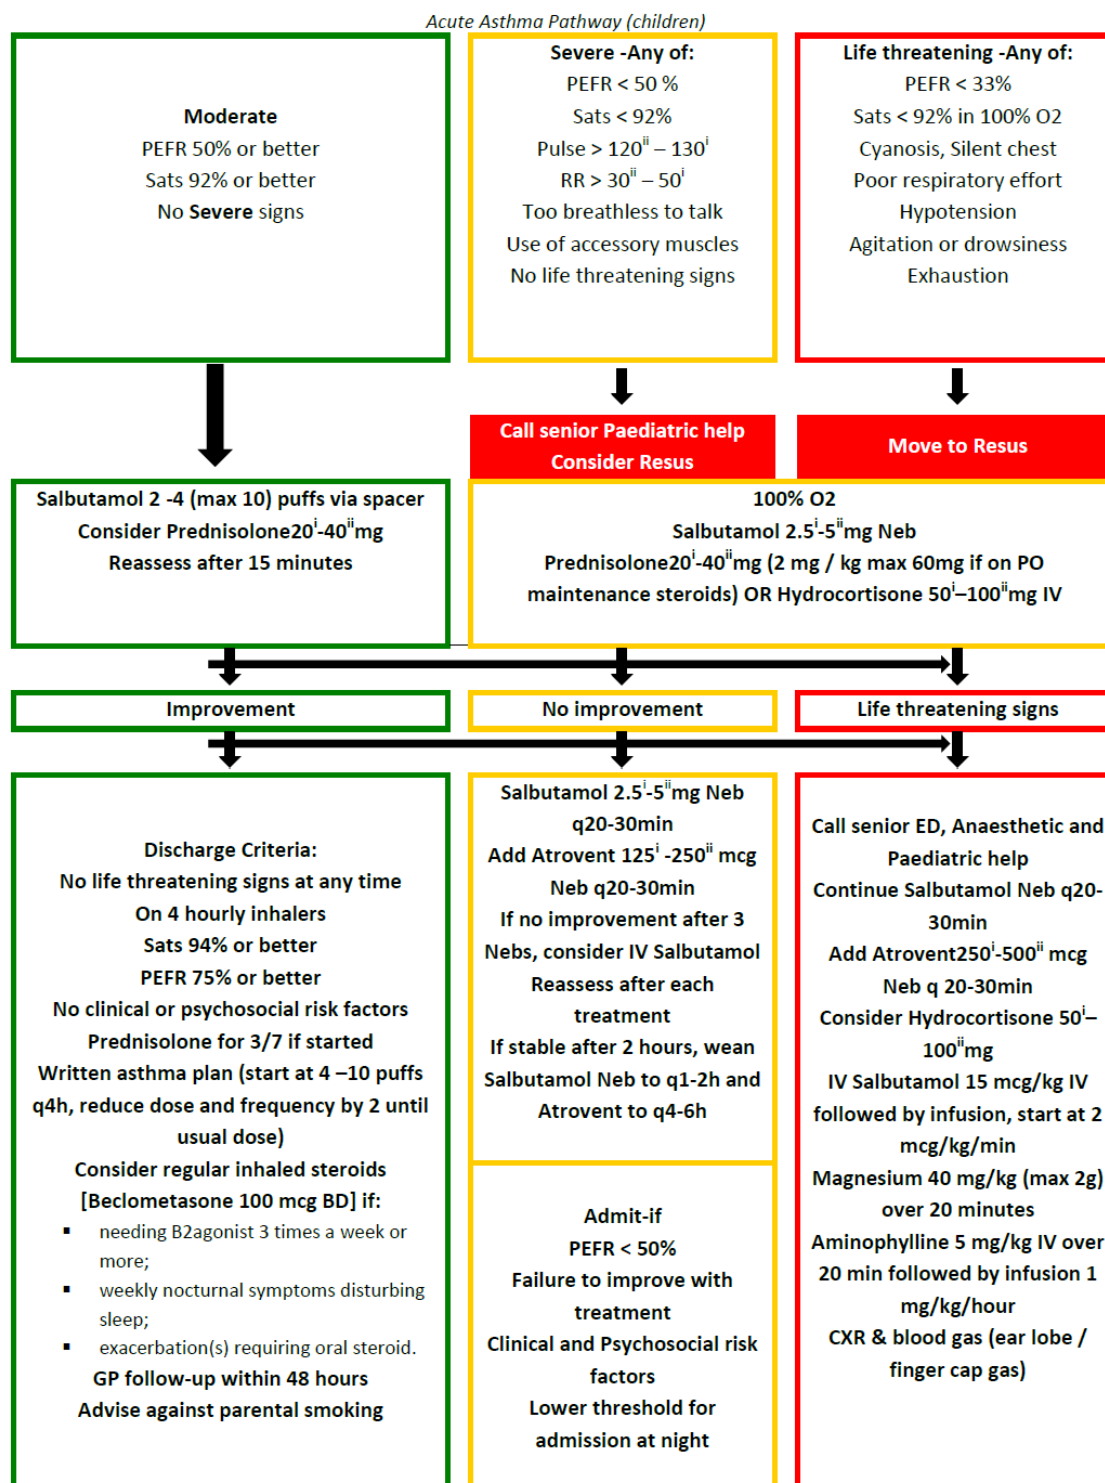 Acute Asthma Pathway (children)
Moderate
PEFR 50% or better
Sats 92% or better
No Severe signs
Severe -Any of:
PEFR < 50 %
Sats < 92%
Pulse > 120ii – 130i
RR > 30ii – 50i
Too breathless to talk
Use of accessory muscles
No life threatening signs
Life threatening -Any of:
PEFR < 33%
Sats < 92% in 100% O2
Cyanosis, Silent chest
Poor respiratory effort
Hypotension
Agitation or drowsiness
Exhaustion
Call senior Paediatric help
Consider Resus
Move to Resus
Salbutamol 2 -4 (max 10) puffs via spacer
Consider Prednisolone20i-40iimg
Reassess after 15 minutes
100% O2
Salbutamol 2.5i-5iimg Neb
Prednisolone20i-40iimg (2 mg / kg max 60mg if on PO
maintenance steroids) OR Hydrocortisone 50i–100iimg IV
Improvement
No improvement
Life threatening signs
Discharge Criteria:
No life threatening signs at any time
On 4 hourly inhalers
Sats 94% or better
PEFR 75% or better
No clinical or psychosocial risk factors
Prednisolone for 3/7 if started
Written asthma plan (start at 4 –10 puffs
q4h, reduce dose and frequency by 2 until
usual dose)
Consider regular inhaled steroids
[Beclometasone 100 mcg BD] if:
▪ needing B2agonist 3 times a week or
more;
▪ weekly nocturnal symptoms disturbing
sleep;
▪ exacerbation(s) requiring oral steroid.
GP follow-up within 48 hours
Advise against parental smoking
Salbutamol 2.5i-5iimg Neb
q20-30min
Add Atrovent 125i -250ii mcg
Neb q20-30min
If no improvement after 3
Nebs, consider IV Salbutamol
Reassess after each
treatment
If stable after 2 hours, wean
Salbutamol Neb to q1-2h and
Atrovent to q4-6h
Admit-if
PEFR < 50%
Failure to improve with
treatment
Clinical and Psychosocial risk
factors
Lower threshold for
admission at night
Call senior ED, Anaesthetic and
Paediatric help
Continue Salbutamol Neb q20-
30min
Add Atrovent250i-500ii mcg
Neb q 20-30min
Consider Hydrocortisone 50i–
100iimg
IV Salbutamol 15 mcg/kg IV
followed by infusion, start at 2
mcg/kg/min
Magnesium 40 mg/kg (max 2g)
over 20 minutes
Aminophylline 5 mg/kg IV over
20 min followed by infusion 1
mg/kg/hour
CXR & blood gas (ear lobe /
finger cap gas)